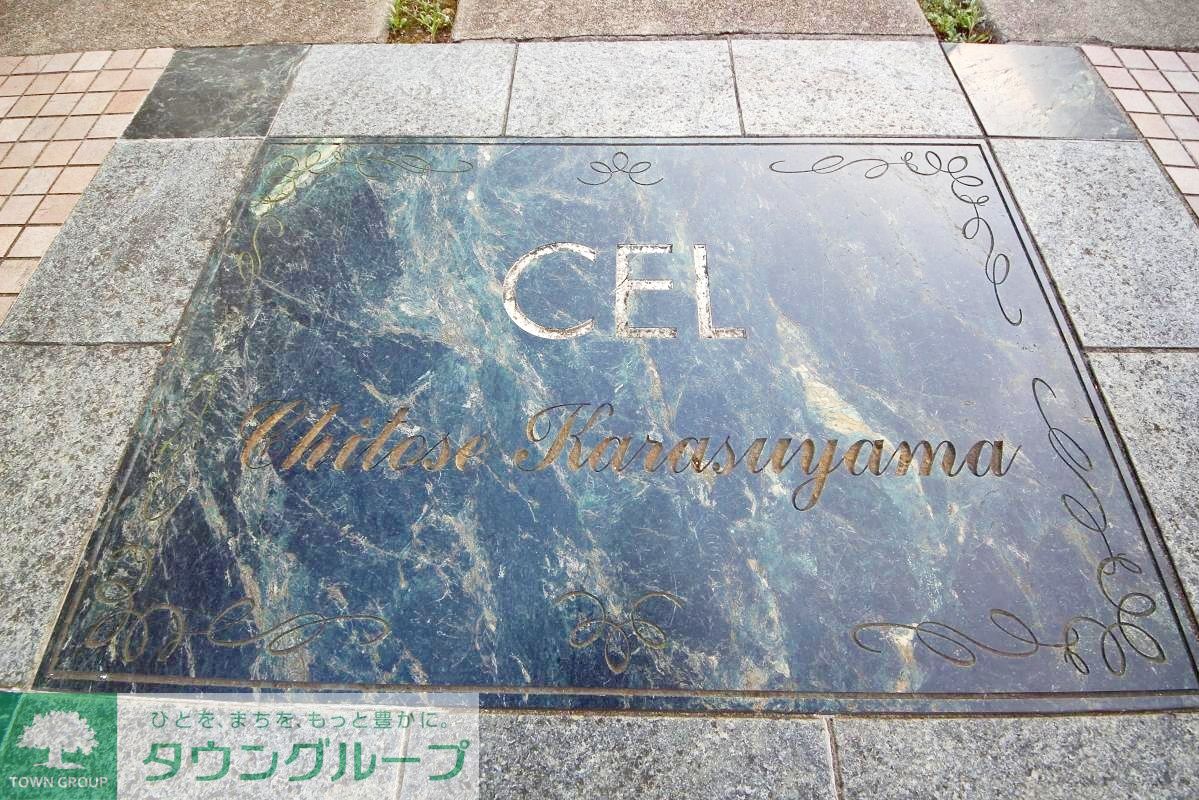 CEL
Chitose Karasuyama
ひとを、まちを、もっと豊かに。
タウングループ
TOWN GROUP